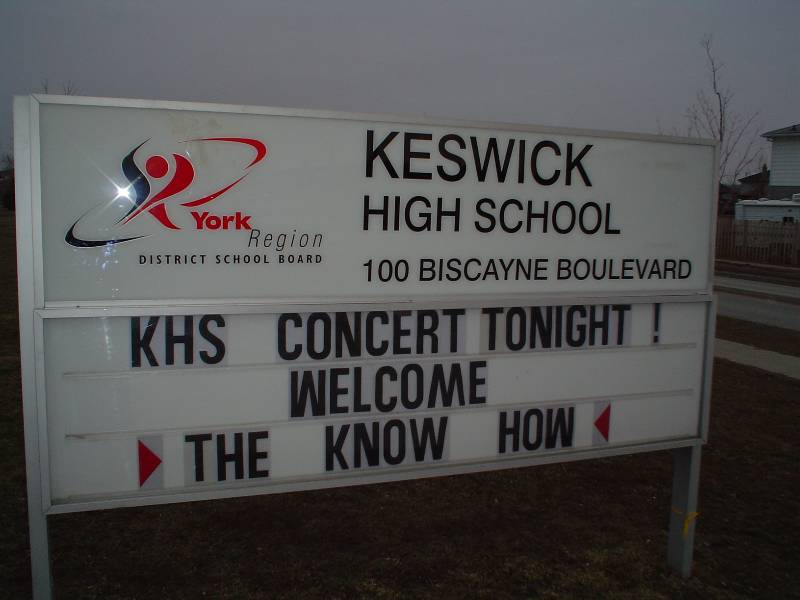 York
Region
DISTRICT SCHOOL BOARD
KESWICK
HIGH SCHOOL
100 BISCAYNE BOULEVARD
KHS CONCERT TONIGHT !
WELCOME
THE KNOW HOW